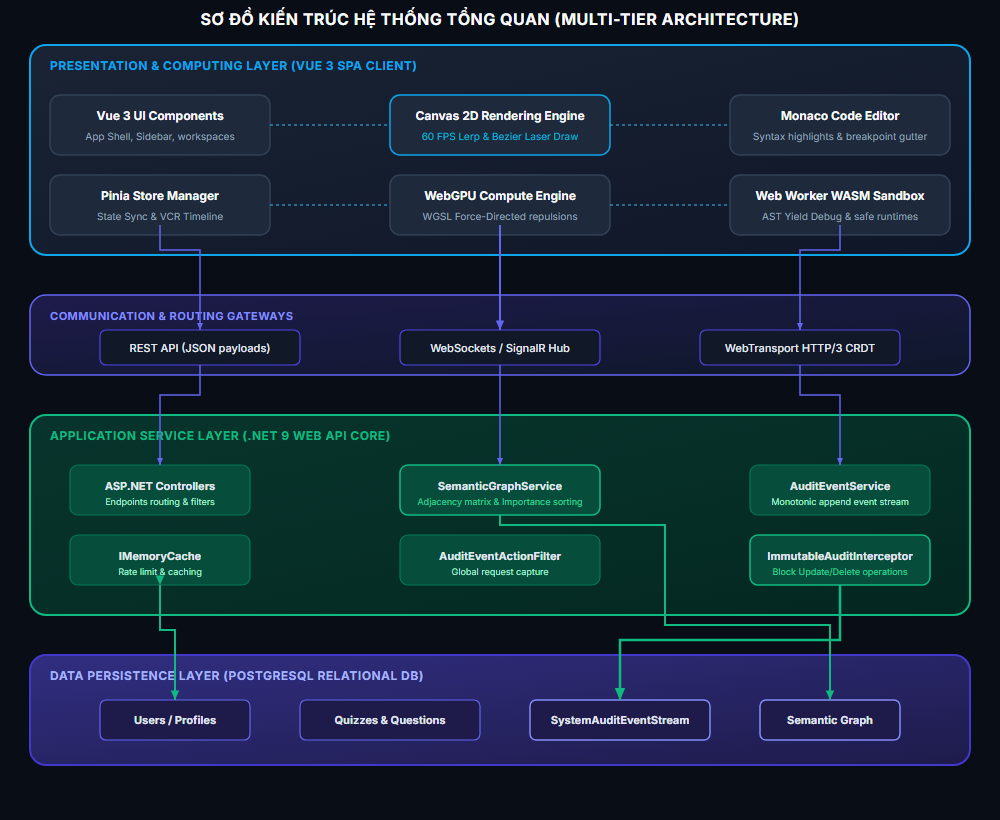 SƠ ĐỒ KIẾN TRÚC HỆ THỐNG TỔNG QUAN (MULTI-TIER ARCHITECTURE)
PRESENTATION & COMPUTING LAYER (VUE 3 SPA CLIENT)
Vue 3 UI Components
App Shell, Sidebar, workspaces
Canvas 2D Rendering Engine
60 FPS Lerp & Bezier Laser Draw
Monaco Code Editor
Syntax highlights & breakpoint gutter
Pinia Store Manager
State Sync & VCR Timeline
WebGPU Compute Engine
WGSL Force-Directed repulsions
Web Worker WASM Sandbox
AST Yield Debug & safe runtimes
COMMUNICATION & ROUTING GATEWAYS
REST API (JSON payloads)
WebSockets / SignalR Hub
WebTransport HTTP/3 CRDT
APPLICATION SERVICE LAYER (.NET 9 WEB API CORE)
ASP.NET Controllers
Endpoints routing & filters
SemanticGraphService
Adjacency matrix & Importance sorting
AuditEventService
Monotonic append event stream
IMemoryCache
Rate limit & caching
AuditEventActionFilter
Global request capture
ImmutableAuditInterceptor
Block Update/Delete operations
DATA PERSISTENCE LAYER (POSTGRESQL RELATIONAL DB)
Users / Profiles
Quizzes & Questions
SystemAuditEventStream
Semantic Graph